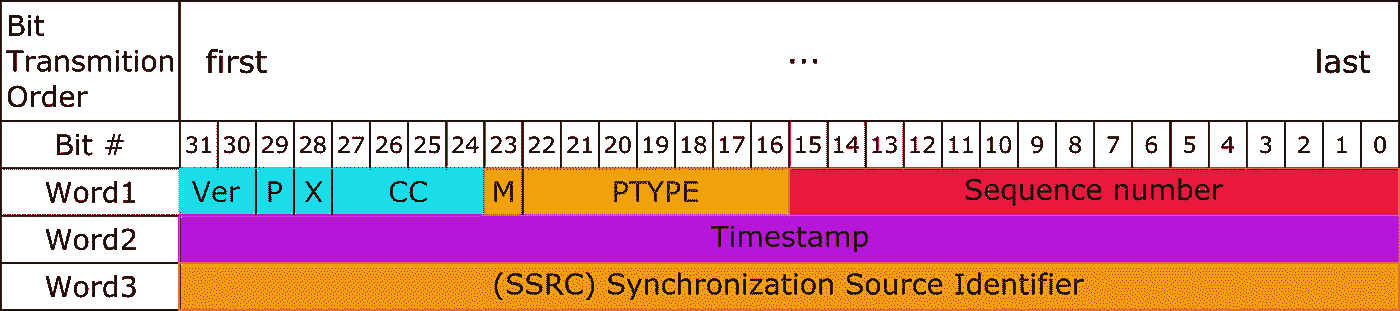 Bit
Transmition
Order
first ... last
Bit # 31 30 29 28 27 26 25 24 23 22 21 20 19 18 17 16 15 14 13 12 11 10 9 8 7 6 5 4 3 2 1 0
Word1 Ver P X CC M PTYPE Sequence number
Word2 Timestamp
Word3 (SSRC) Synchronization Source Identifier